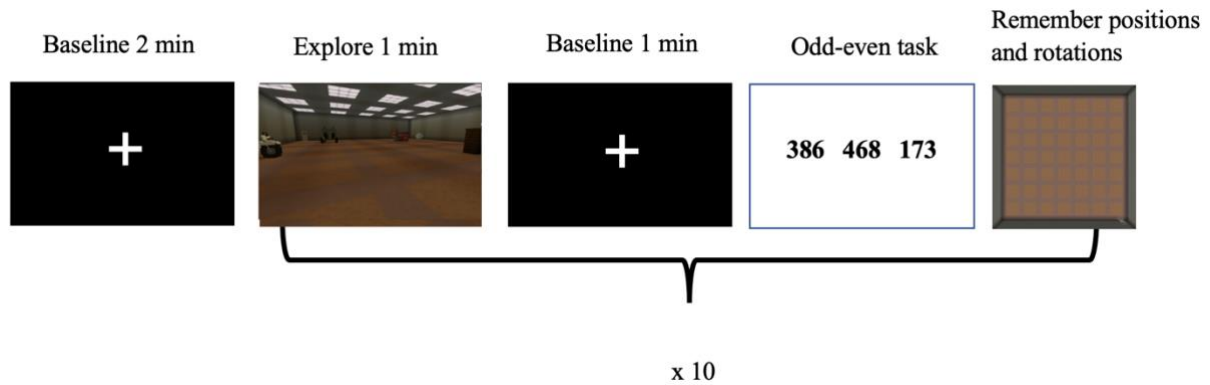 Baseline 2 min
Explore 1 min
Baseline 1 min
Odd-even task
Remember positions
and rotations
386 468 173
x 10